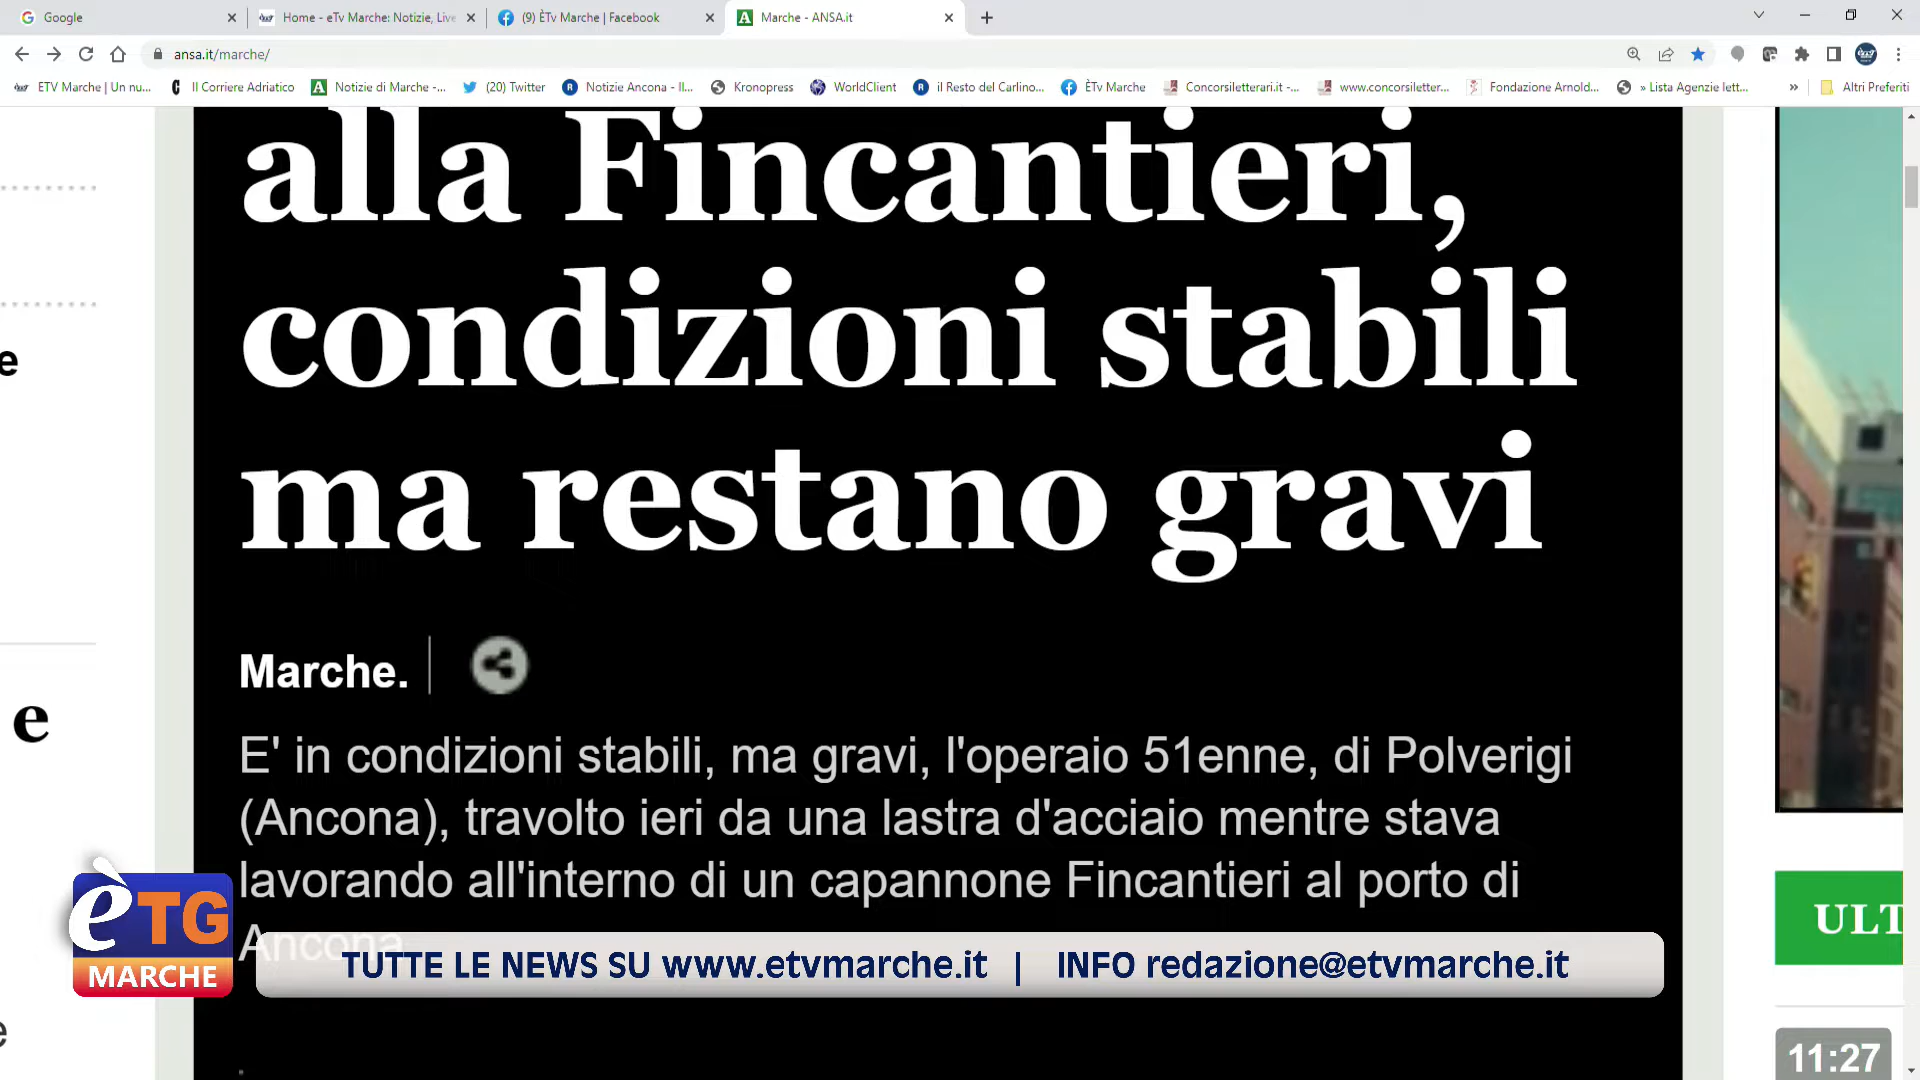 Google
Home - eTv Marche: Notizie, Live
(9) ÈTv Marche | Facebook
Marche - ANSA.it
ansa.it/marche/
ETV Marche | Un nu...
Il Corriere Adriatico
Notizie di Marche -...
(20) Twitter
Notizie Ancona - Il...
Kronopress
WorldClient
il Resto del Carlino...
ÈTv Marche
Concorsiletterari.it -...
www.concorsiletter...
Fondazione Arnold...
» Lista Agenzie lett...
»
Altri Preferiti
alla Fincantieri,
condizioni stabili
ma restano gravi
Marche.
E' in condizioni stabili, ma gravi, l'operaio 51enne, di Polverigi
(Ancona), travolto ieri da una lastra d'acciaio mentre stava
lavorando all'interno di un capannone Fincantieri al porto di
Ancona
e
e
e
ULT
11:27
èTG
MARCHE
TUTTE LE NEWS SU www.etvmarche.it | INFO redazione@etvmarche.it